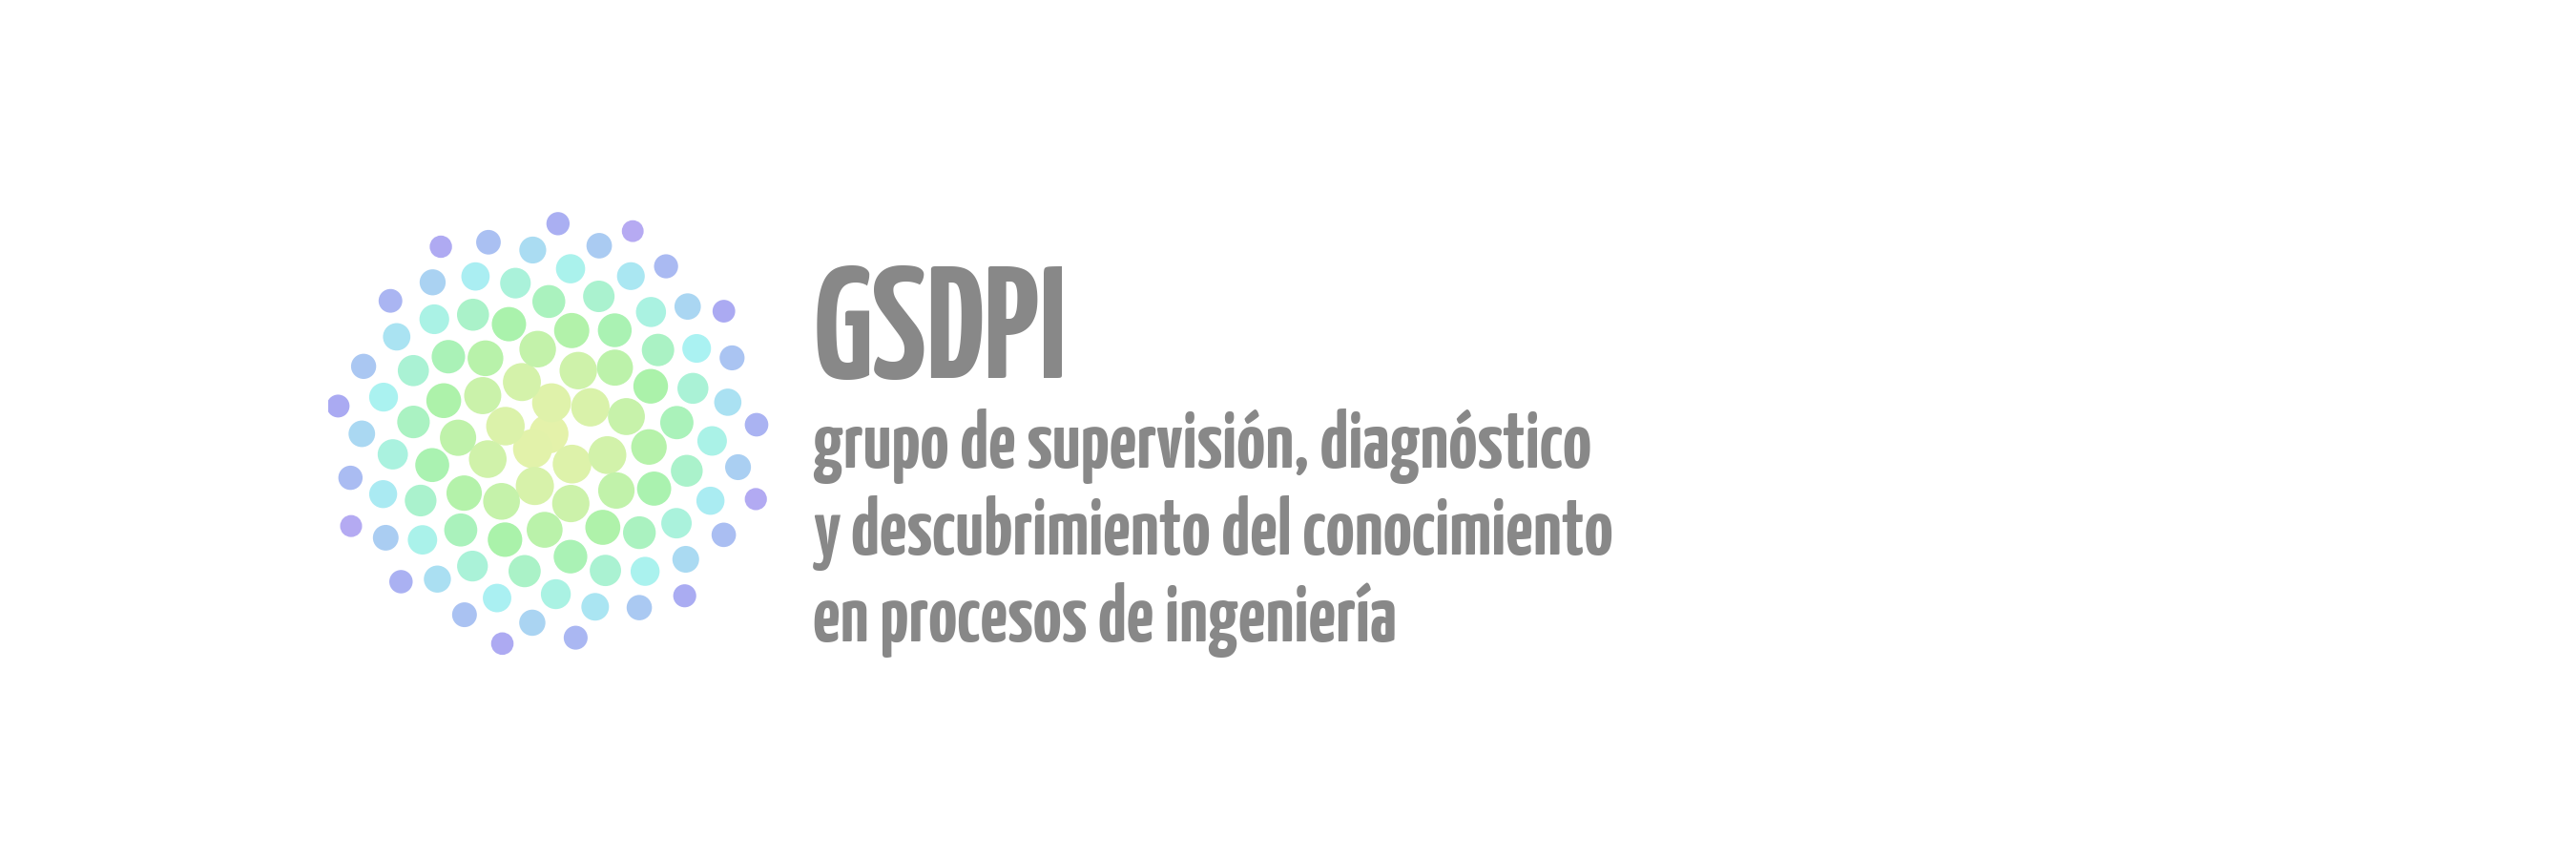 GSDPI
grupo de supervisión, diagnóstico
y descubrimiento del conocimiento
en procesos de ingeniería